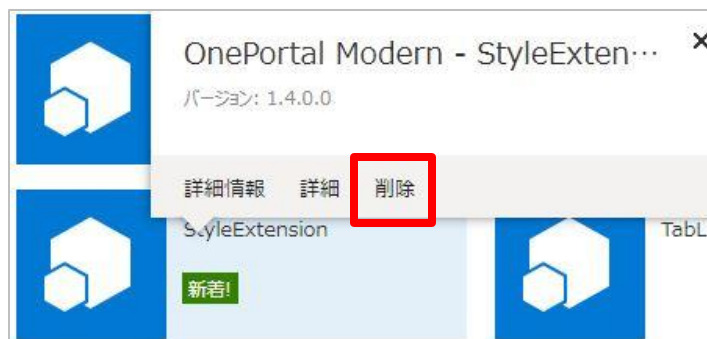 OnePortal Modern - StyleExten…
バージョン: 1.4.0.0
詳細情報 詳細 削除
StyleExtension
TabL
新着!